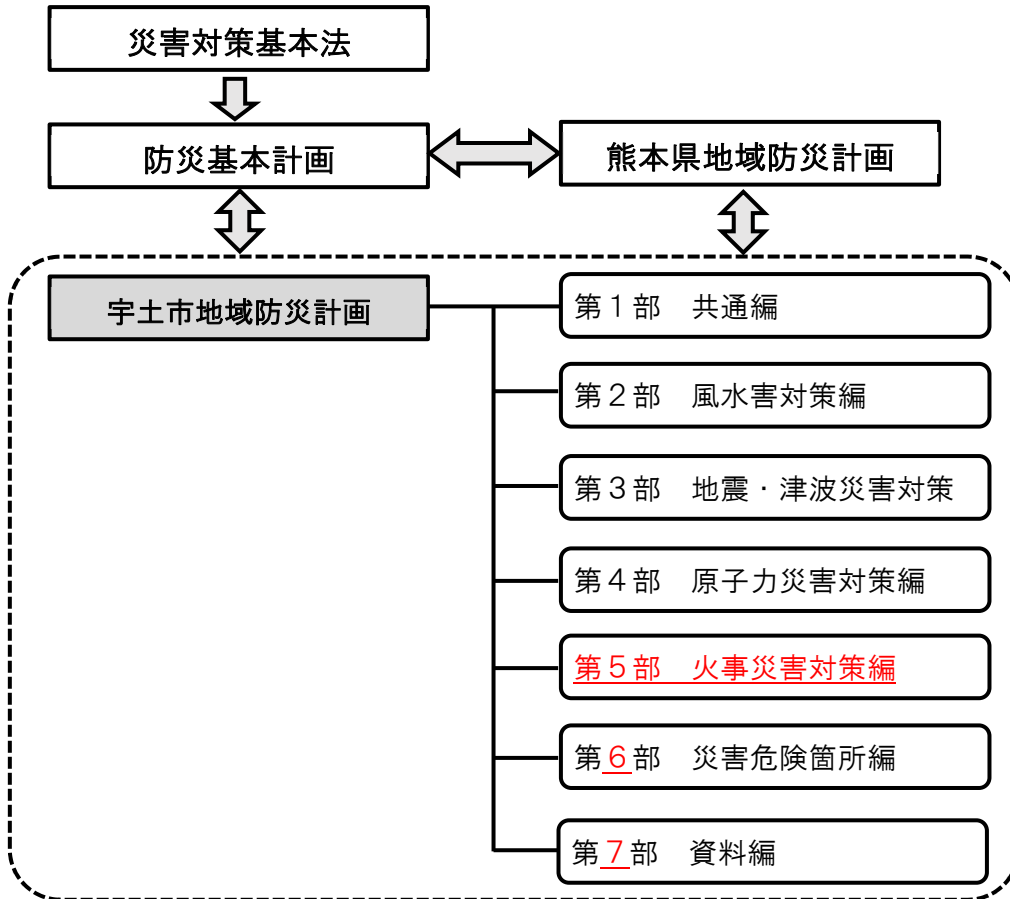 災害対策基本法
防災基本計画
熊本県地域防災計画
宇土市地域防災計画
第１部　共通編
第２部　風水害対策編
第３部　地震・津波災害対策
第４部　原子力災害対策編
第５部　火事災害対策編
第６部　災害危険箇所編
第７部　資料編